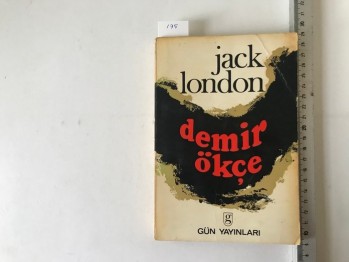 jack
london
demir
ökçe
g
GÜN YAYINLARI